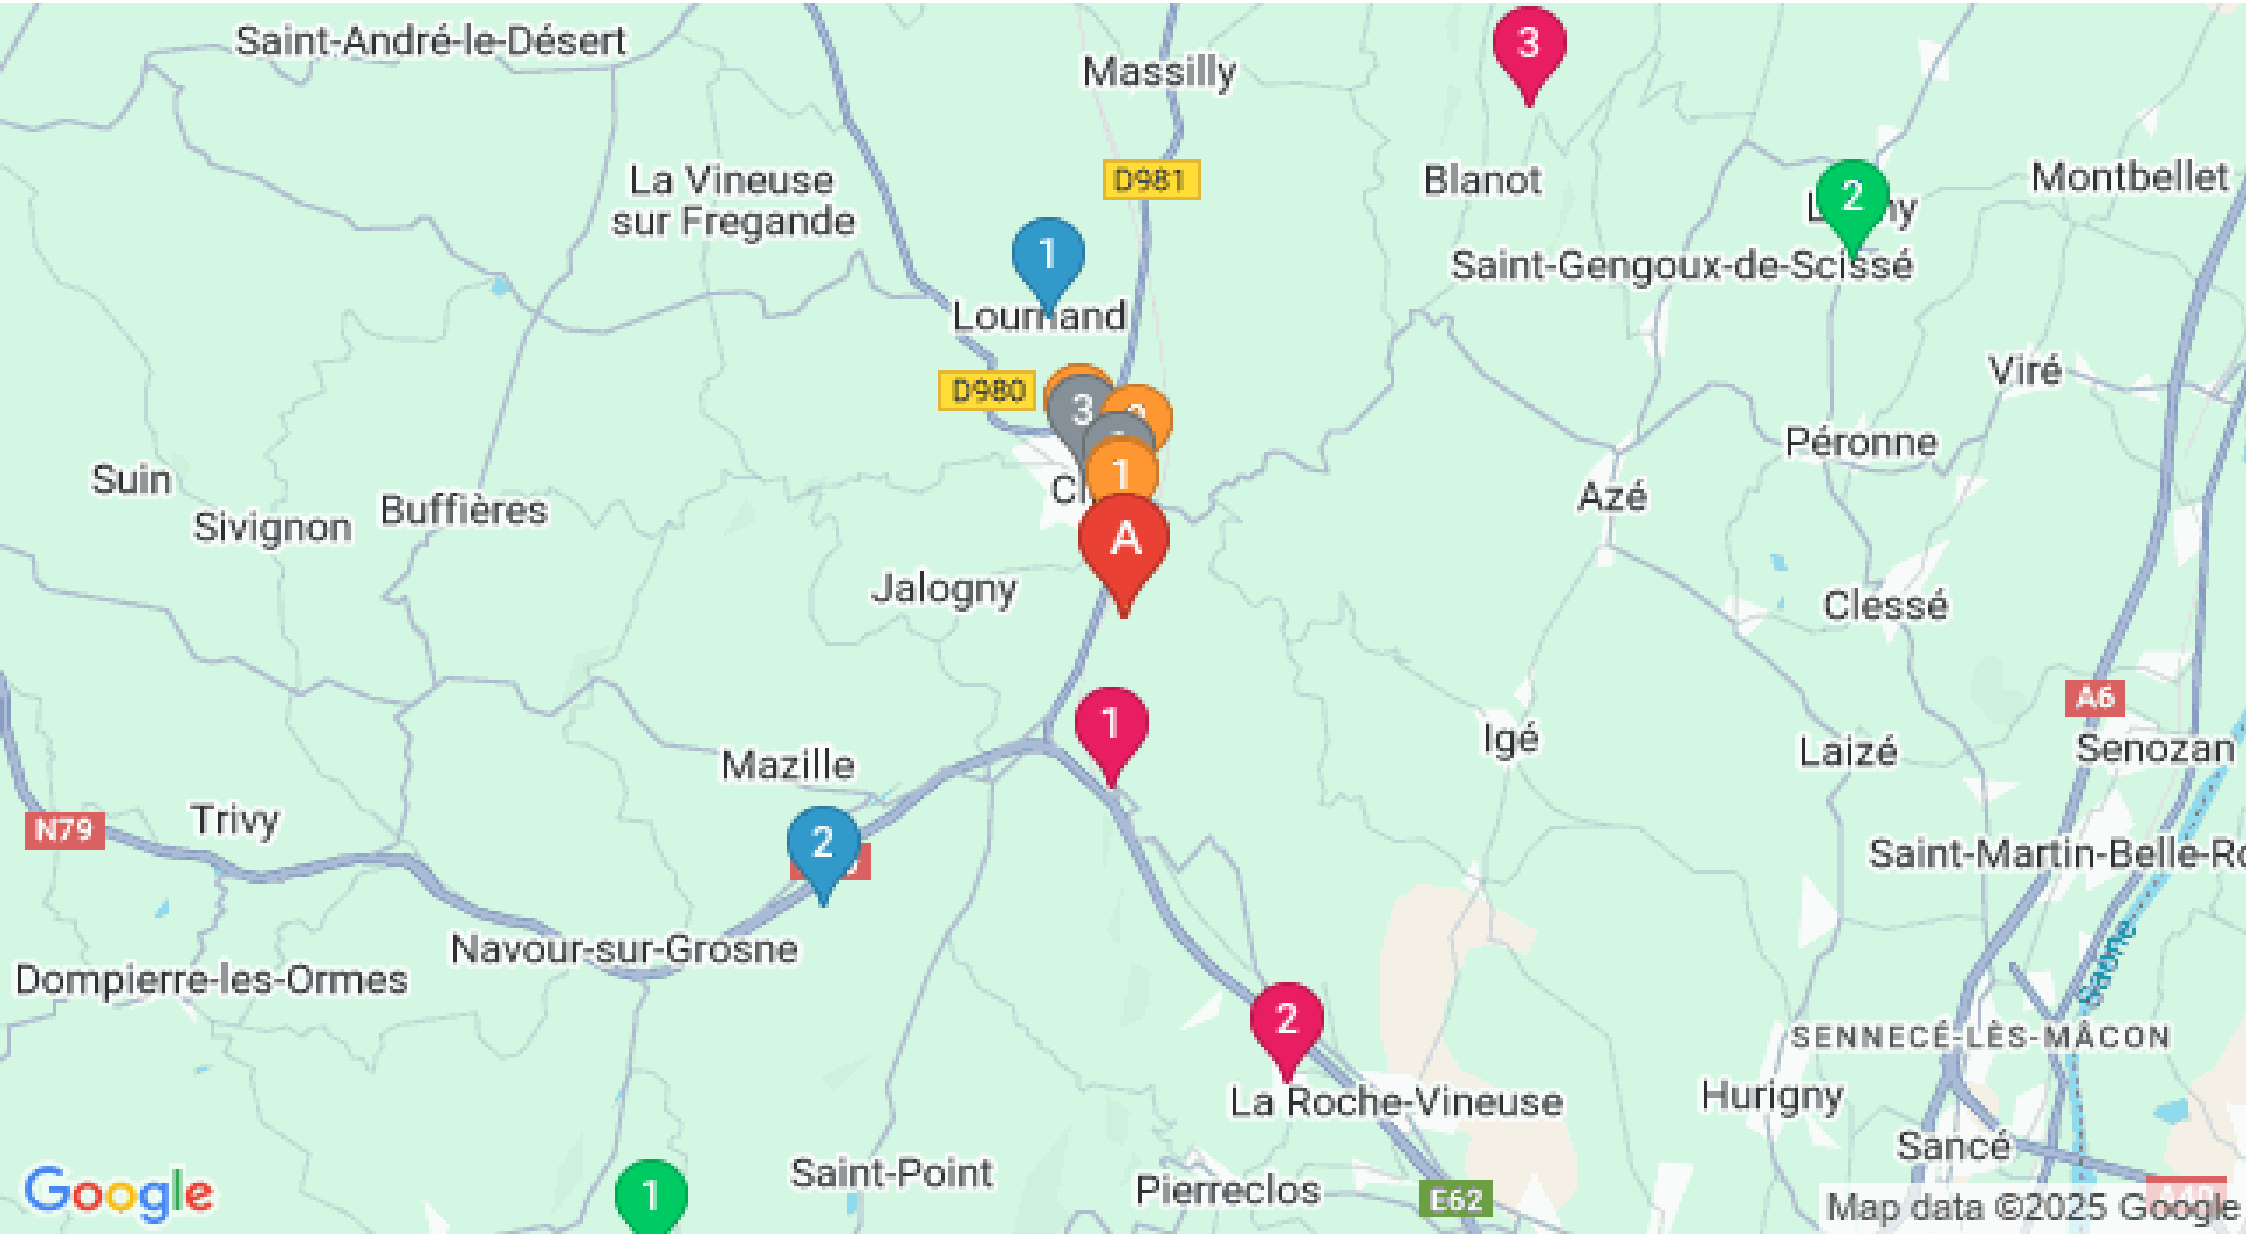 Saint-André-le-Désert
3
Massilly
La Vineuse
sur Fregande
D981
Blanot
Montbellet
2
1
Saint-Gengoux-de-Scissé
Lournand
D980
3
Viré
1
Péronne
Suin
Buffières
Sivignon
Azé
A
Jalogny
Clessé
A6
1
Igé
Laizé
Senozan
Mazille
Trivy
N79
2
Saint-Martin-Belle-Ro
Navour-sur-Grosne
Dompierre-les-Ormes
Saône
2
SENNECÉ-LÈS-MÂCON
La Roche-Vineuse
Hurigny
Sancé
Saint-Point
1
Pierreclos
E62
Google
Map data ©2025 Google